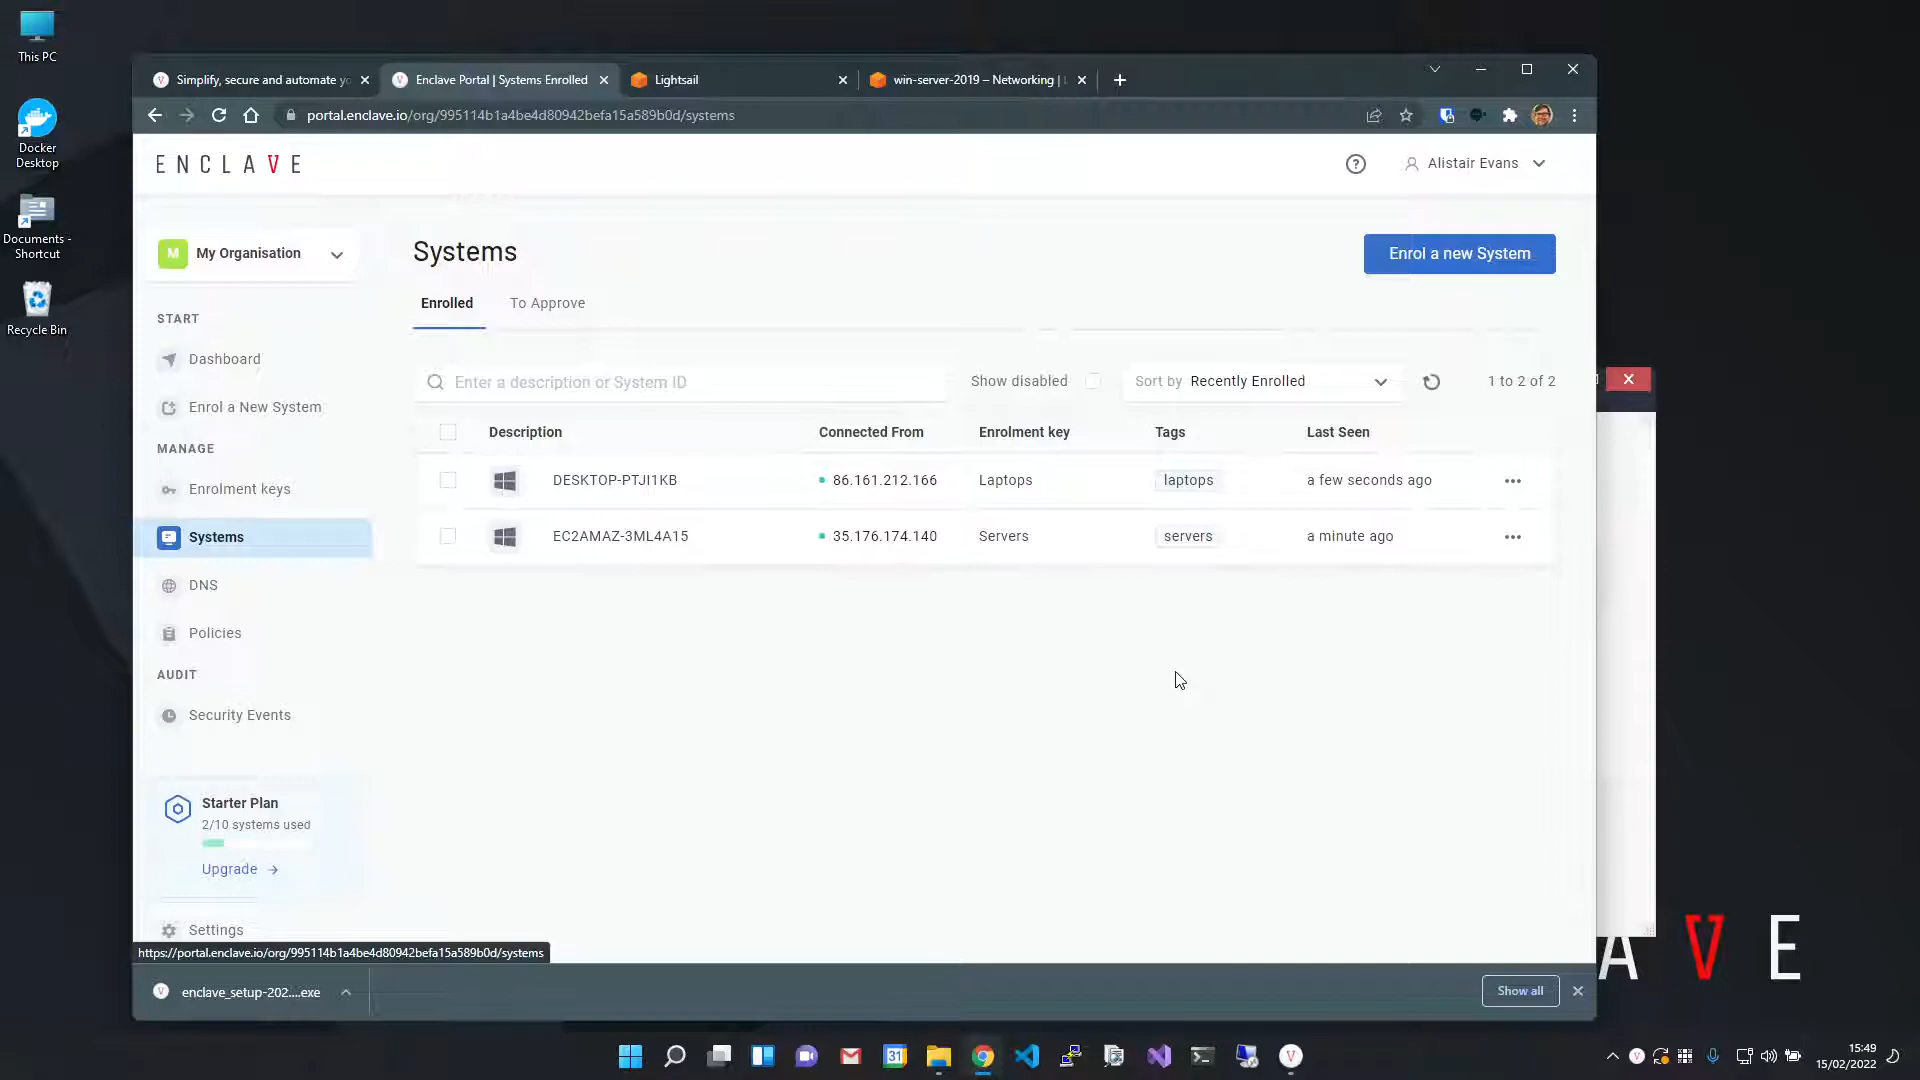 This PC
Docker
Desktop
Documents -
Shortcut
Recycle Bin
Simplify, secure and automate yo
Enclave Portal | Systems Enrolled
Lightsail
win-server-2019 – Networking |
portal.enclave.io/org/995114b1a4be4d80942befa15a589b0d/systems
ENCLAVE
Alistair Evans
M
My Organisation
START
Dashboard
Enrol a New System
MANAGE
Enrolment keys
Systems
DNS
Policies
AUDIT
Security Events
Starter Plan
2/10 systems used
Upgrade →
Settings
Systems
Enrol a new System
Enrolled
To Approve
Enter a description or System ID
Show disabled
Sort by Recently Enrolled
1 to 2 of 2
Description
Connected From
Enrolment key
Tags
Last Seen
DESKTOP-PTJI1KB
86.161.212.166
Laptops
laptops
a few seconds ago
EC2AMAZ-3ML4A15
35.176.174.140
Servers
servers
a minute ago
https://portal.enclave.io/org/995114b1a4be4d80942befa15a589b0d/systems
enclave_setup-202....exe
Show all
A V E
31
15:49
15/02/2022